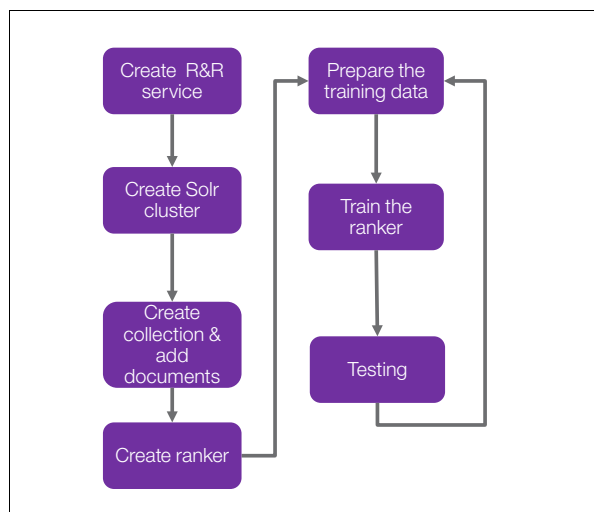 Create R&R
service
Create Solr
cluster
Create
collection &
add
documents
Create ranker
Prepare the
training data
Train the
ranker
Testing